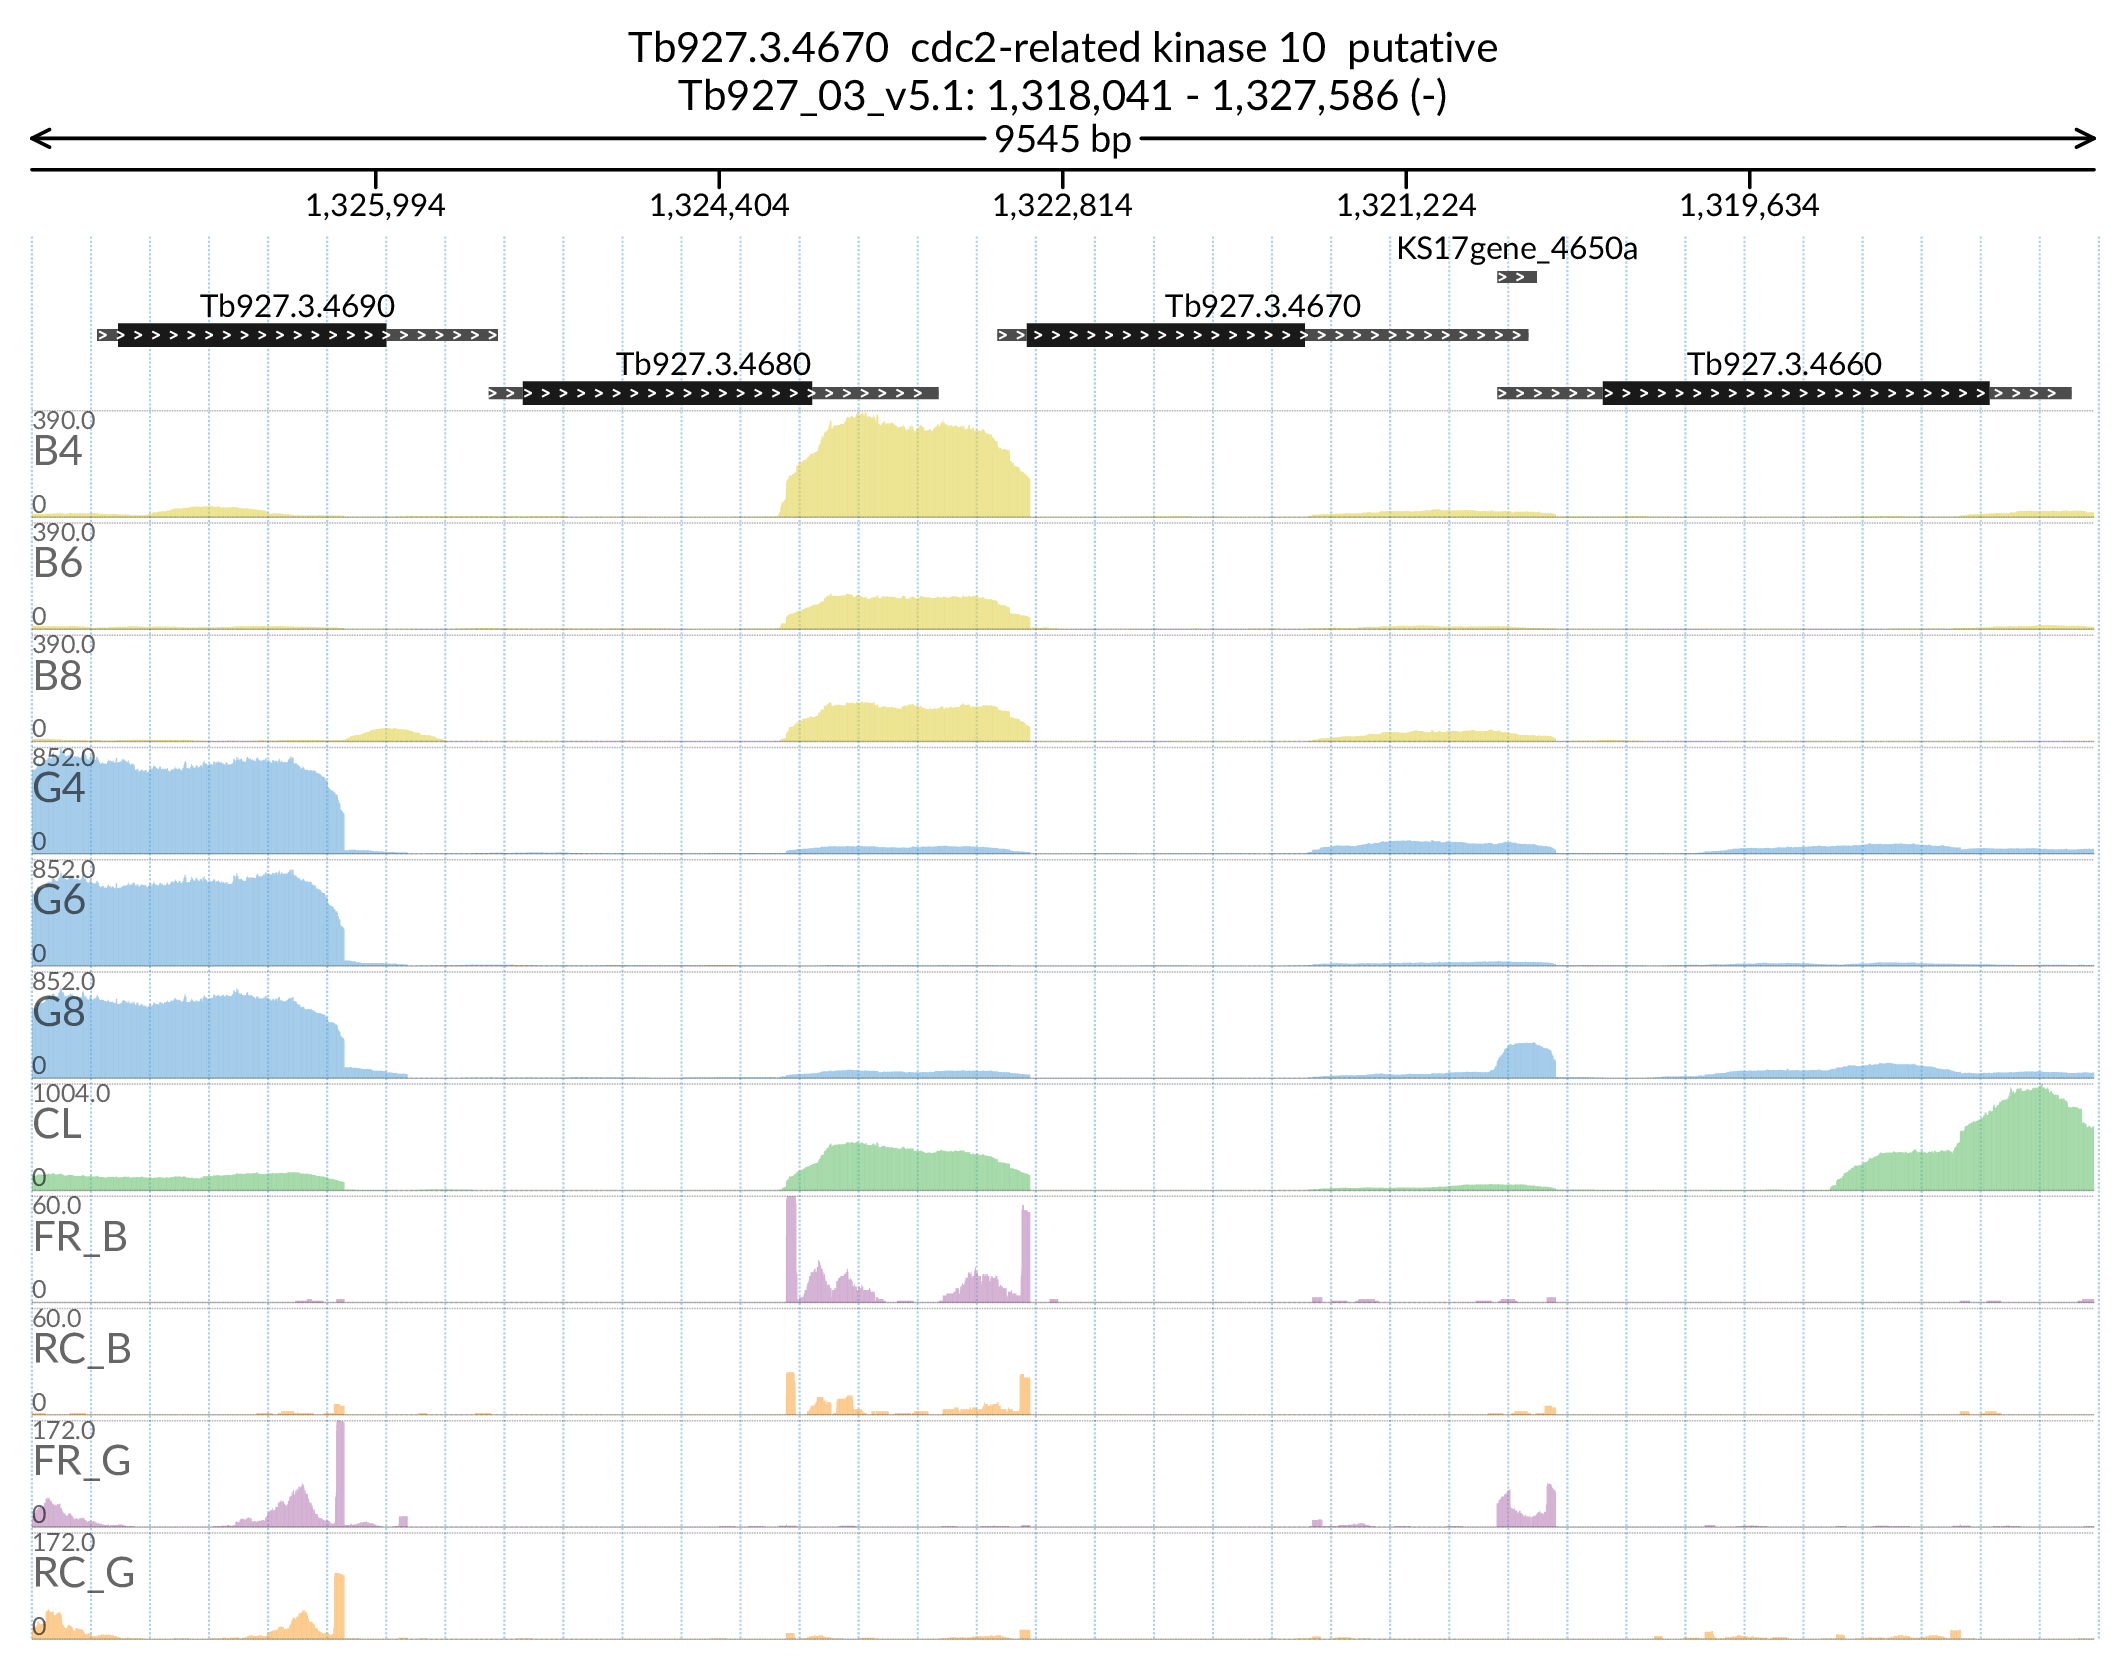 Tb927.3.4670  cdc2-related kinase 10  putative
Tb927_03_v5.1: 1,318,041 - 1,327,586 (-)
9545 bp
1,325,994 1,324,404 1,322,814 1,321,224 1,319,634
KS17gene_4650a
Tb927.3.4690 Tb927.3.4670
Tb927.3.4680 Tb927.3.4660
390.0
B4
0
390.0
B6
0
390.0
B8
0
852.0
G4
0
852.0
G6
0
852.0
G8
0
1004.0
CL
0
60.0
FR_B
0
60.0
RC_B
0
172.0
FR_G
0
172.0
RC_G
0